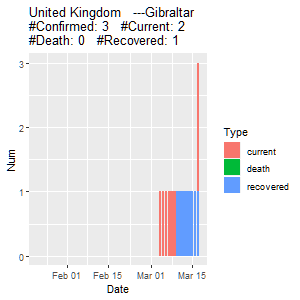 United Kingdom ---Gibraltar
#Confirmed: 3 #Current: 2
#Death: 0 #Recovered: 1
3
2
1
0
Num
Feb 01 Feb 15 Mar 01 Mar 15
Date
Type
current
death
recovered